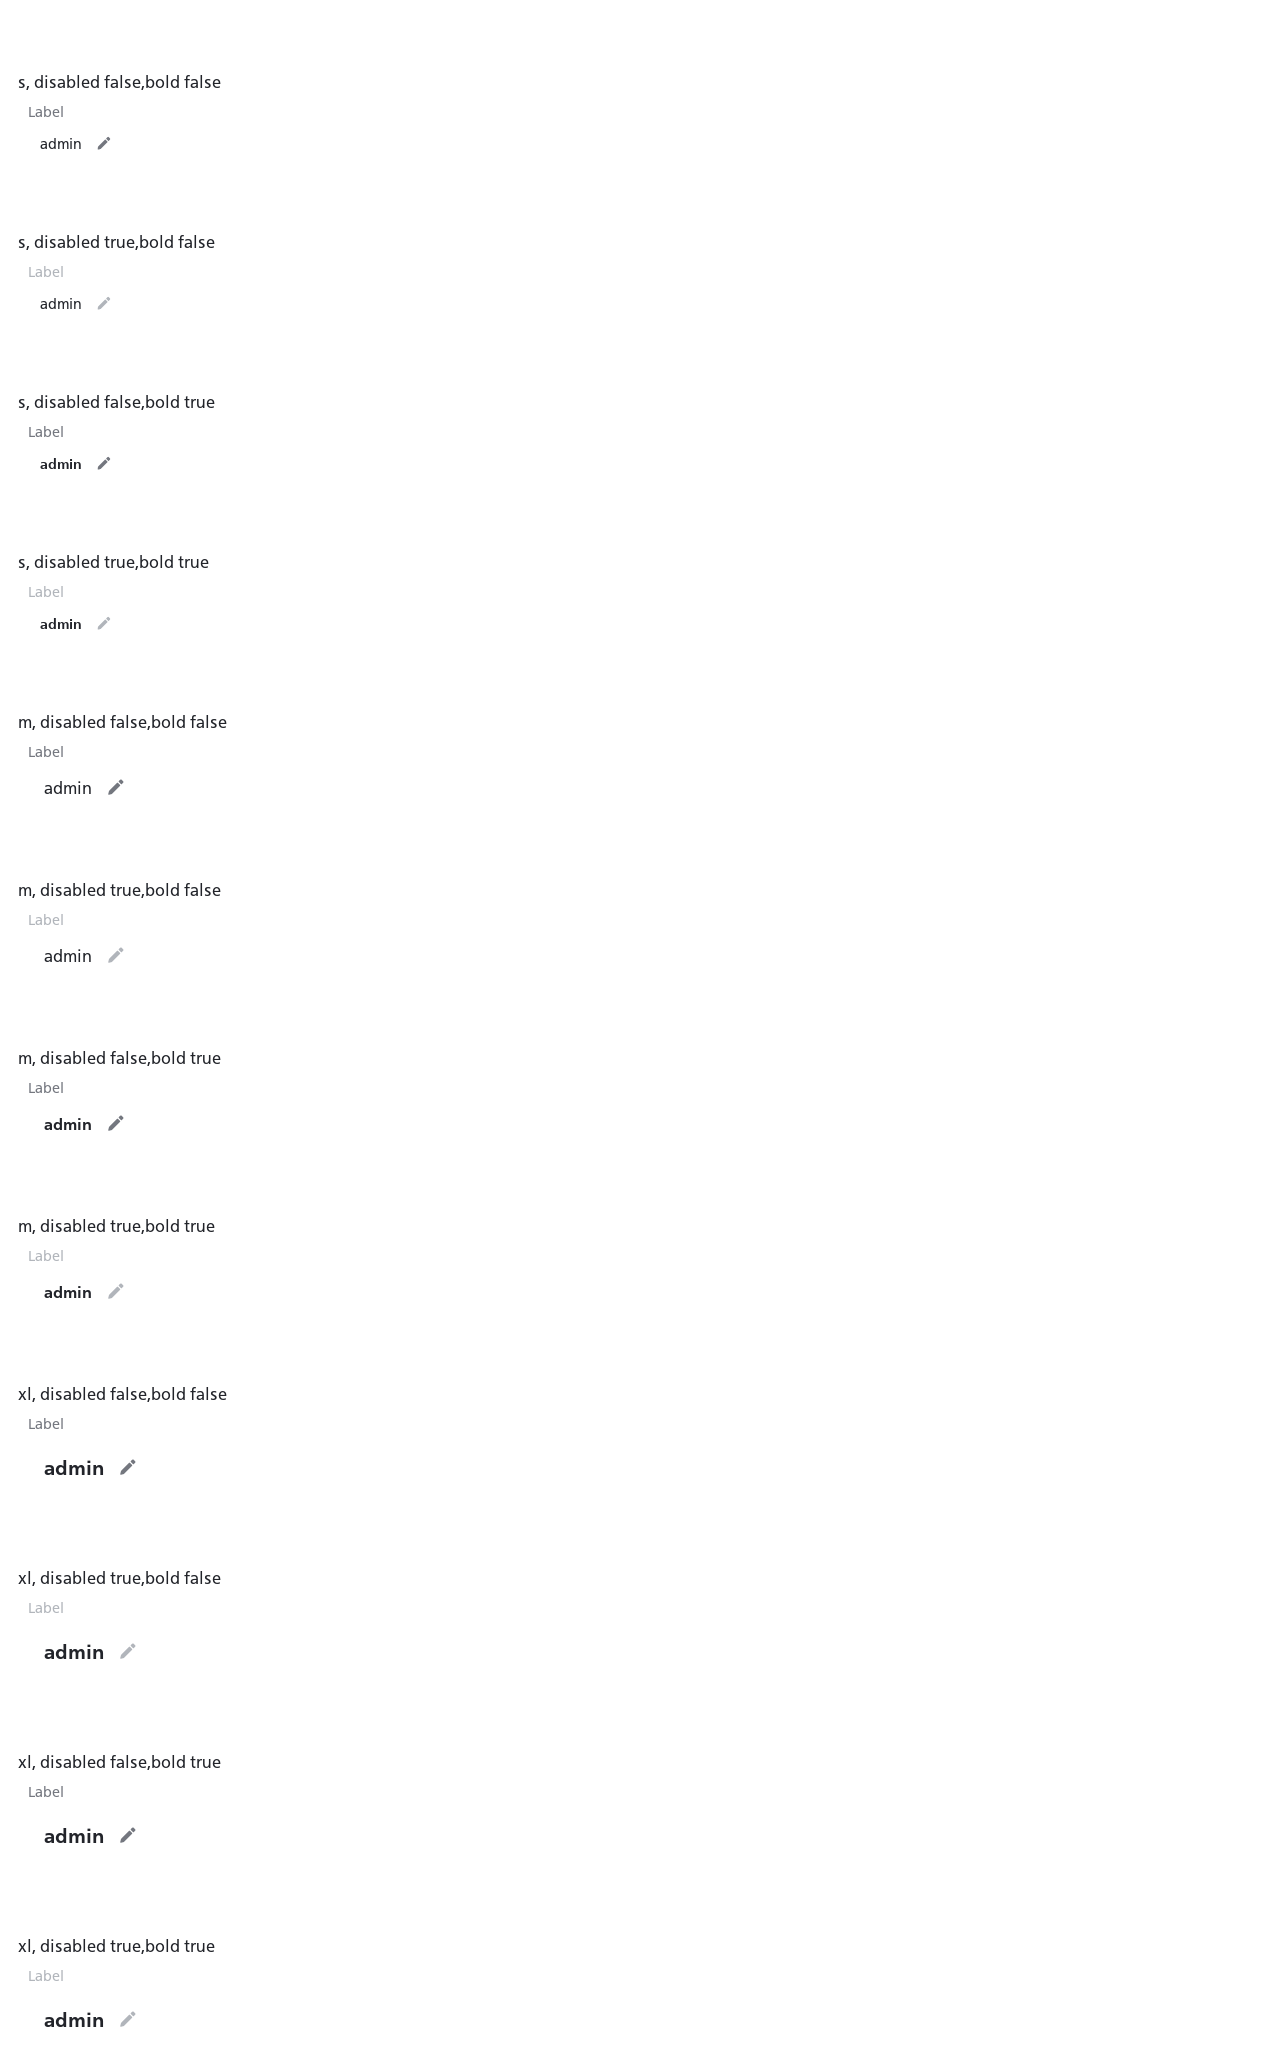 s, disabled false,bold false
Label
admin
s, disabled true,bold false
Label
admin
s, disabled false,bold true
Label
admin
s, disabled true,bold true
Label
admin
m, disabled false,bold false
Label
admin
m, disabled true,bold false
Label
admin
m, disabled false,bold true
Label
admin
m, disabled true,bold true
Label
admin
xl, disabled false,bold false
Label
admin
xl, disabled true,bold false
Label
admin
xl, disabled false,bold true
Label
admin
xl, disabled true,bold true
Label
admin